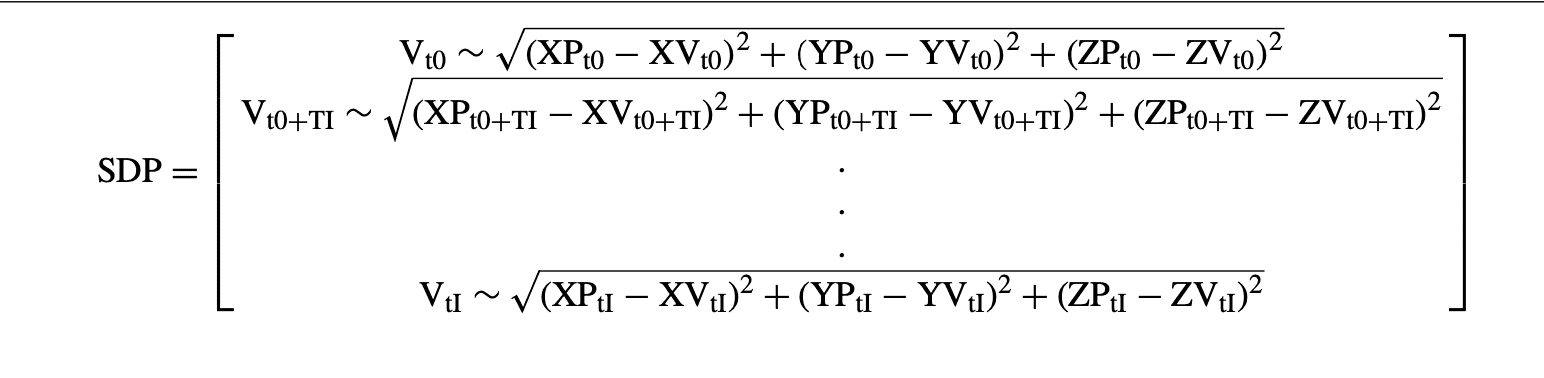 V_t0 ∼ √((XP_t0 − XV_t0)² + (YP_t0 − YV_t0)² + (ZP_t0 − ZV_t0)²)
V_t0+TI ∼ √((XP_t0+TI − XV_t0+TI)² + (YP_t0+TI − YV_t0+TI)² + (ZP_t0+TI − ZV_t0+TI)²)
SDP =
.
.
.
V_tI ∼ √((XP_tI − XV_tI)² + (YP_tI − YV_tI)² + (ZP_tI − ZV_tI)²)